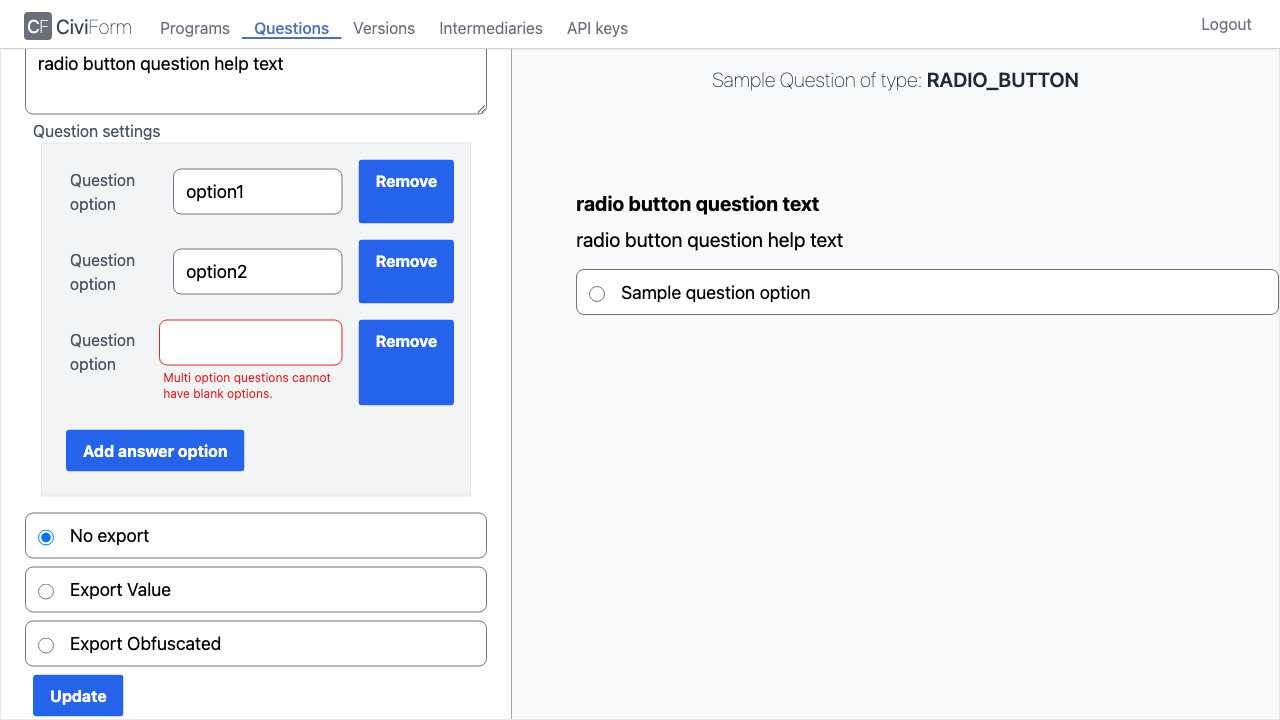 CF CiviForm Programs Questions Versions Intermediaries API keys Logout
radio button question help text
Question settings
Question
option
option1
Remove
Question
option
option2
Remove
Question
option
Remove
Multi option questions cannot
have blank options.
Add answer option
No export
Export Value
Export Obfuscated
Update
Sample Question of type: RADIO_BUTTON
radio button question text
radio button question help text
Sample question option